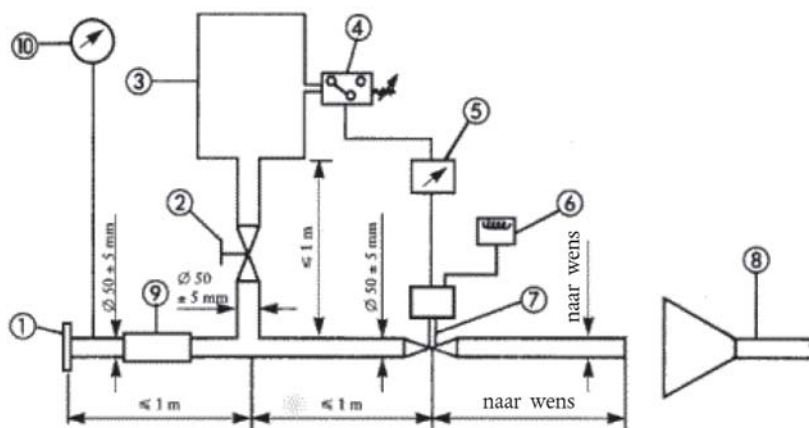 ⑩
③
④
⑤
②
⑥
⩽ 1 m
Ø 50 ± 5 mm
Ø 50
± 5 mm
Ø 50 ± 5 mm
naar wens
①
⑨
⑦
⑧
⩽ 1 m
⩽ 1 m
naar wens